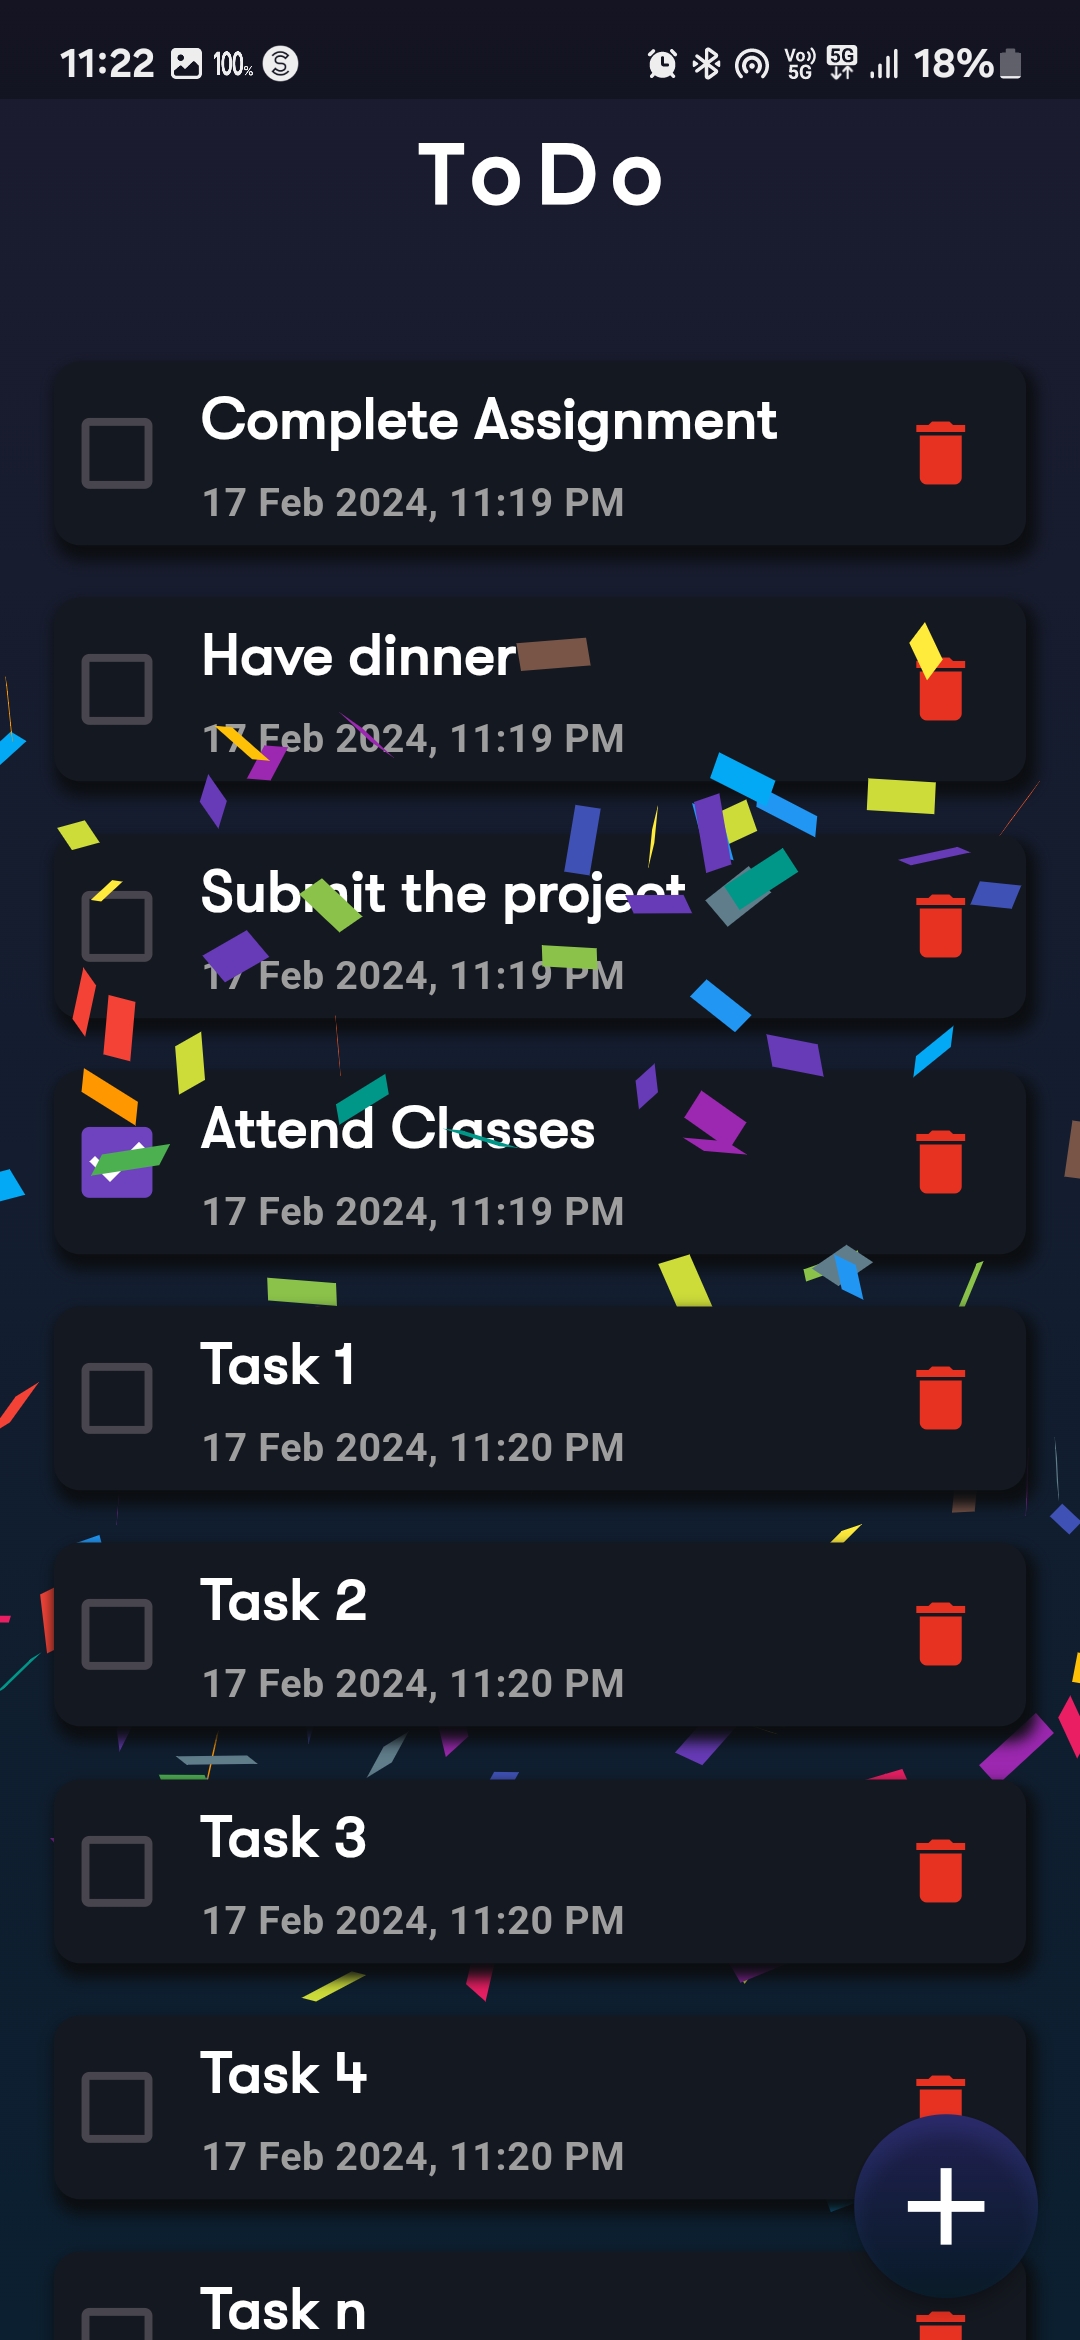 11:22 100% S Vo)) 5G 5G 18%
ToDo
Complete Assignment
17 Feb 2024, 11:19 PM
Have dinner
17 Feb 2024, 11:19 PM
Submit the project
17 Feb 2024, 11:19 PM
Attend Classes
17 Feb 2024, 11:19 PM
Task 1
17 Feb 2024, 11:20 PM
Task 2
17 Feb 2024, 11:20 PM
Task 3
17 Feb 2024, 11:20 PM
Task 4
17 Feb 2024, 11:20 PM
Task n